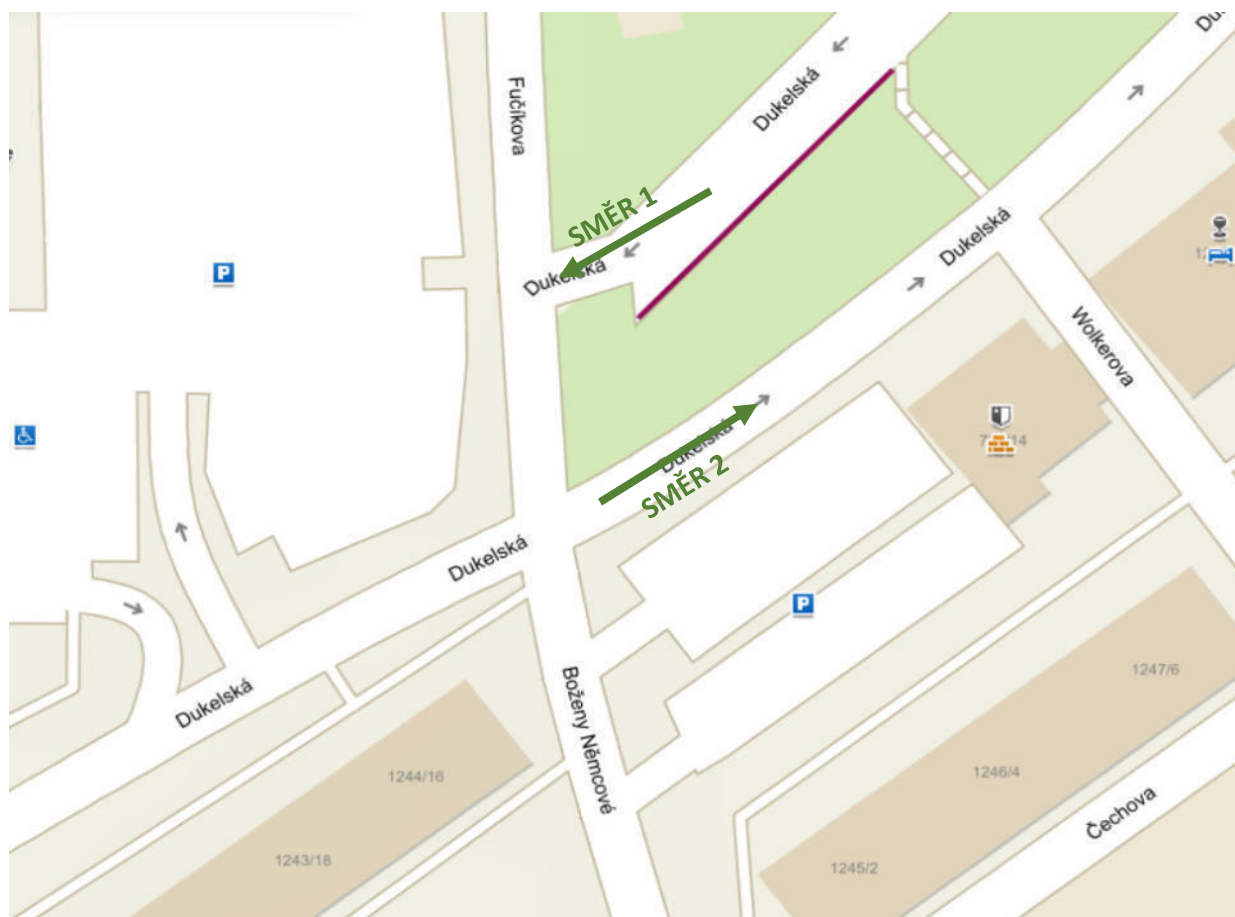 Dukelská
Fučíkova
Dukelská
SMĚR 1
Dukelská
Dukelská
Wolkerova
Dukelská
SMĚR 2
P
Dukelská
P
Dukelská
Boženy Němcové
1247/6
1244/16
1246/4
Čechova
1243/18
1245/2